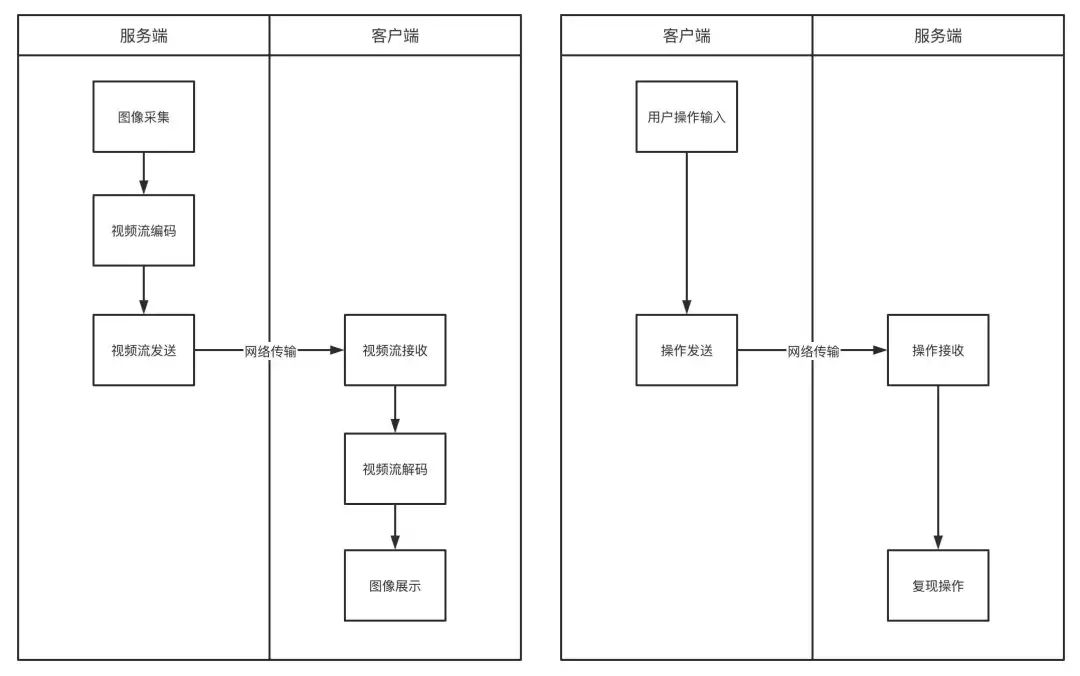 服务端
客户端
图像采集
视频流编码
视频流发送
网络传输
视频流接收
视频流解码
图像展示
客户端
服务端
用户操作输入
操作发送
网络传输
操作接收
复现操作